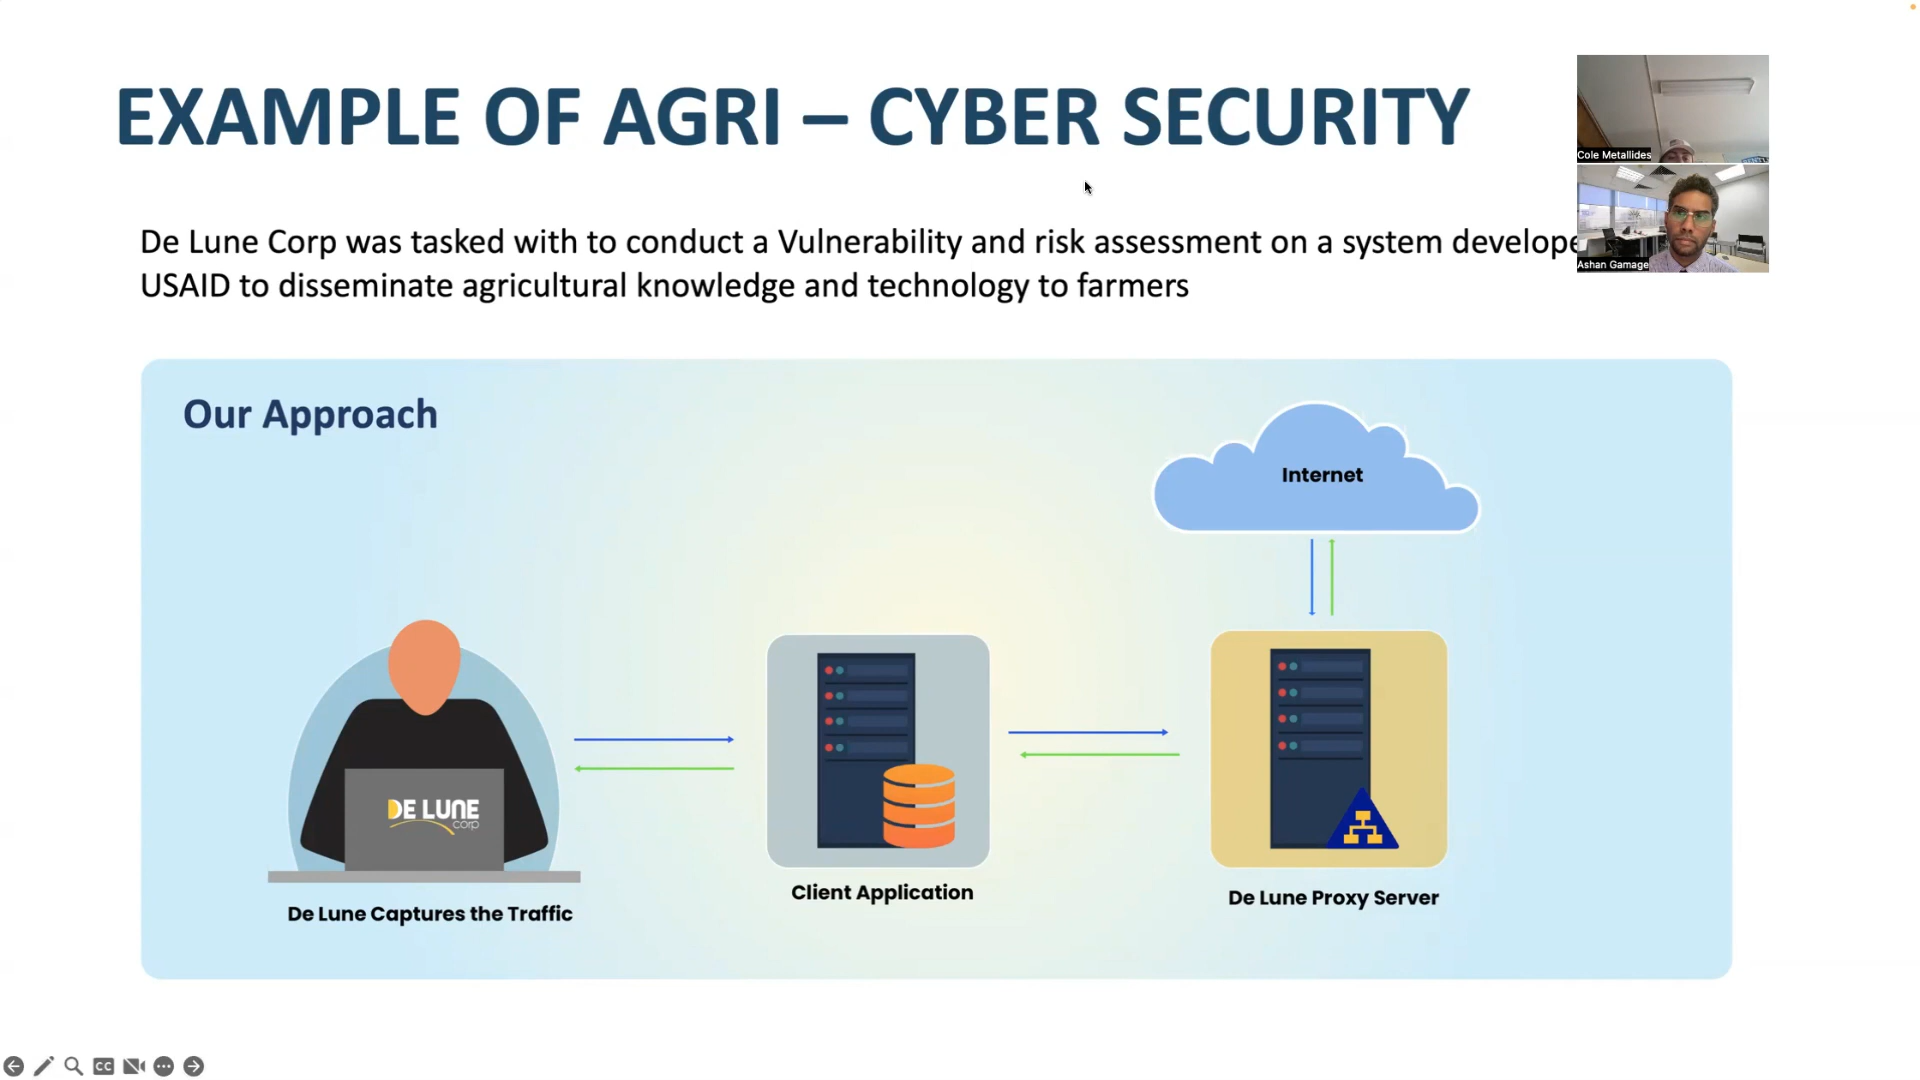 EXAMPLE OF AGRI – CYBER SECURITY
Cole Metallides
De Lune Corp was tasked with to conduct a Vulnerability and risk assessment on a system develope
Ashan Gamage
USAID to disseminate agricultural knowledge and technology to farmers
Our Approach
Internet
DE LUNE
corp
Client Application
De Lune Proxy Server
De Lune Captures the Traffic
CC